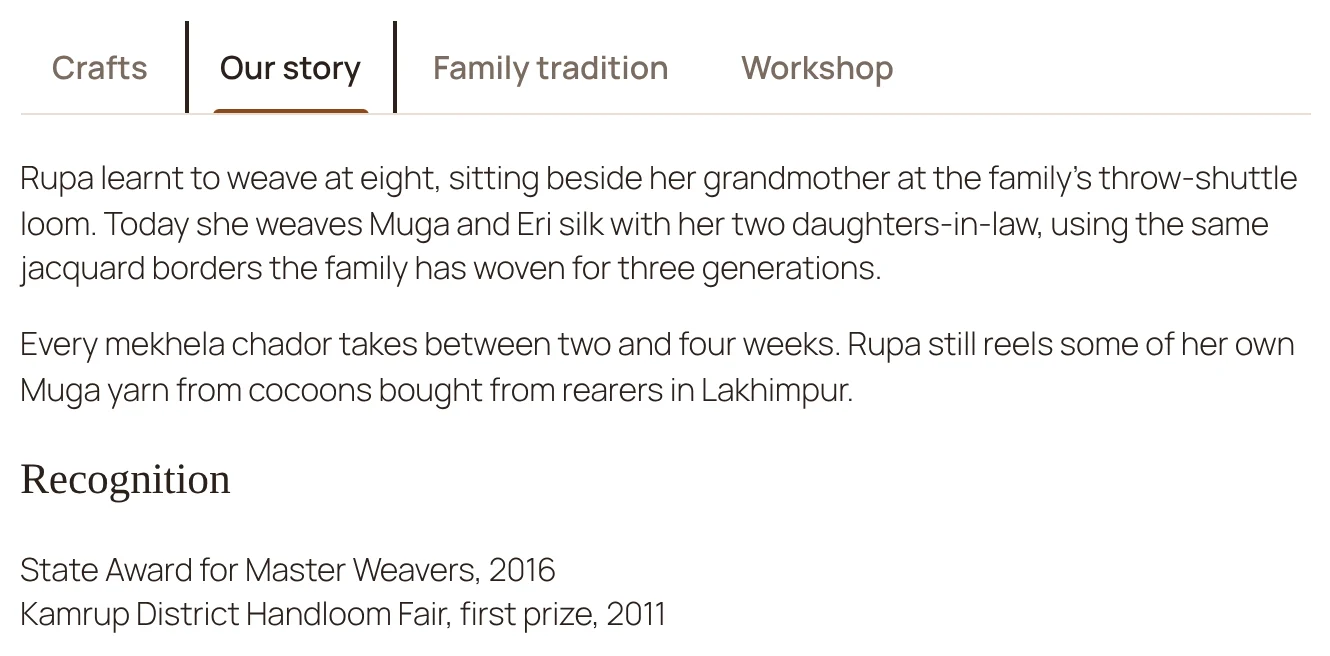 Crafts Our story Family tradition Workshop
Rupa learnt to weave at eight, sitting beside her grandmother at the family’s throw-shuttle
loom. Today she weaves Muga and Eri silk with her two daughters-in-law, using the same
jacquard borders the family has woven for three generations.
Every mekhela chador takes between two and four weeks. Rupa still reels some of her own
Muga yarn from cocoons bought from rearers in Lakhimpur.
Recognition
State Award for Master Weavers, 2016
Kamrup District Handloom Fair, first prize, 2011